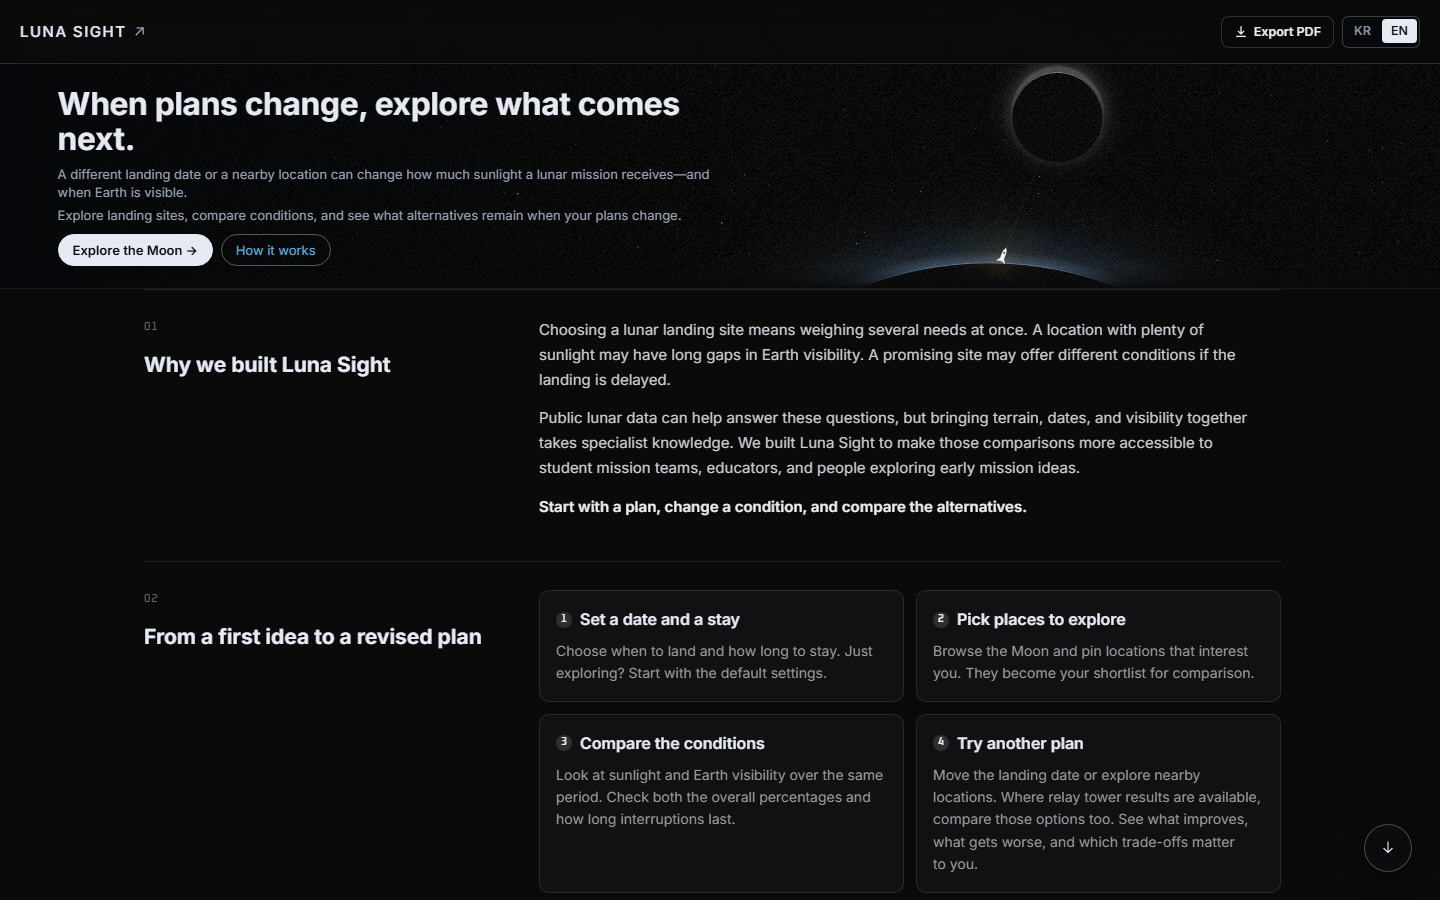 LUNA SIGHT ↗
Export PDF
KR EN
When plans change, explore what comes
next.
A different landing date or a nearby location can change how much sunlight a lunar mission receives—and
when Earth is visible.
Explore landing sites, compare conditions, and see what alternatives remain when your plans change.
Explore the Moon →
How it works
01
Why we built Luna Sight
Choosing a lunar landing site means weighing several needs at once. A location with plenty of
sunlight may have long gaps in Earth visibility. A promising site may offer different conditions if the
landing is delayed.
Public lunar data can help answer these questions, but bringing terrain, dates, and visibility together
takes specialist knowledge. We built Luna Sight to make those comparisons more accessible to
student mission teams, educators, and people exploring early mission ideas.
Start with a plan, change a condition, and compare the alternatives.
02
From a first idea to a revised plan
1 Set a date and a stay
Choose when to land and how long to stay. Just
exploring? Start with the default settings.
2 Pick places to explore
Browse the Moon and pin locations that interest
you. They become your shortlist for comparison.
3 Compare the conditions
Look at sunlight and Earth visibility over the same
period. Check both the overall percentages and
how long interruptions last.
4 Try another plan
Move the landing date or explore nearby
locations. Where relay tower results are available,
compare those options too. See what improves,
what gets worse, and which trade-offs matter
to you.
↓